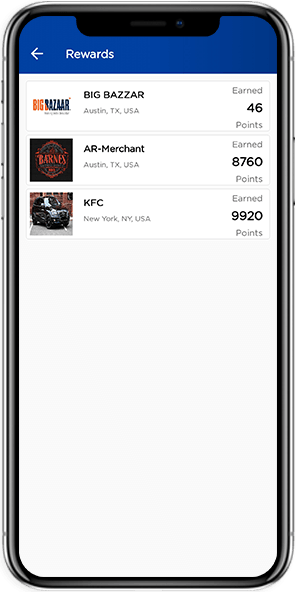 Rewards
BIG BAZZAR
Austin, TX, USA
Earned
46
Points
BIG BAZAAR
AR-Merchant
Austin, TX, USA
Earned
8760
Points
BARNES
KFC
New York, NY, USA
Earned
9920
Points